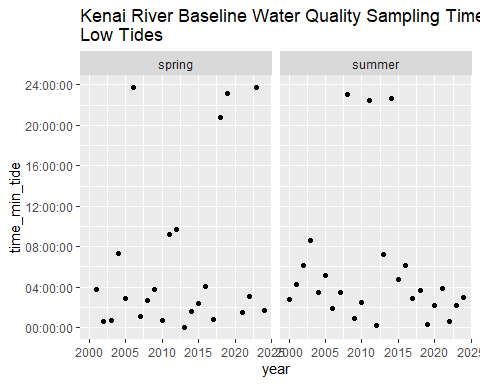 Kenai River Baseline Water Quality Sampling Time
Low Tides
spring
summer
24:00:00
20:00:00
16:00:00
12:00:00
08:00:00
04:00:00
00:00:00
time_min_tide
2000 2005 2010 2015 2020 2025
2000 2005 2010 2015 2020 2025
year